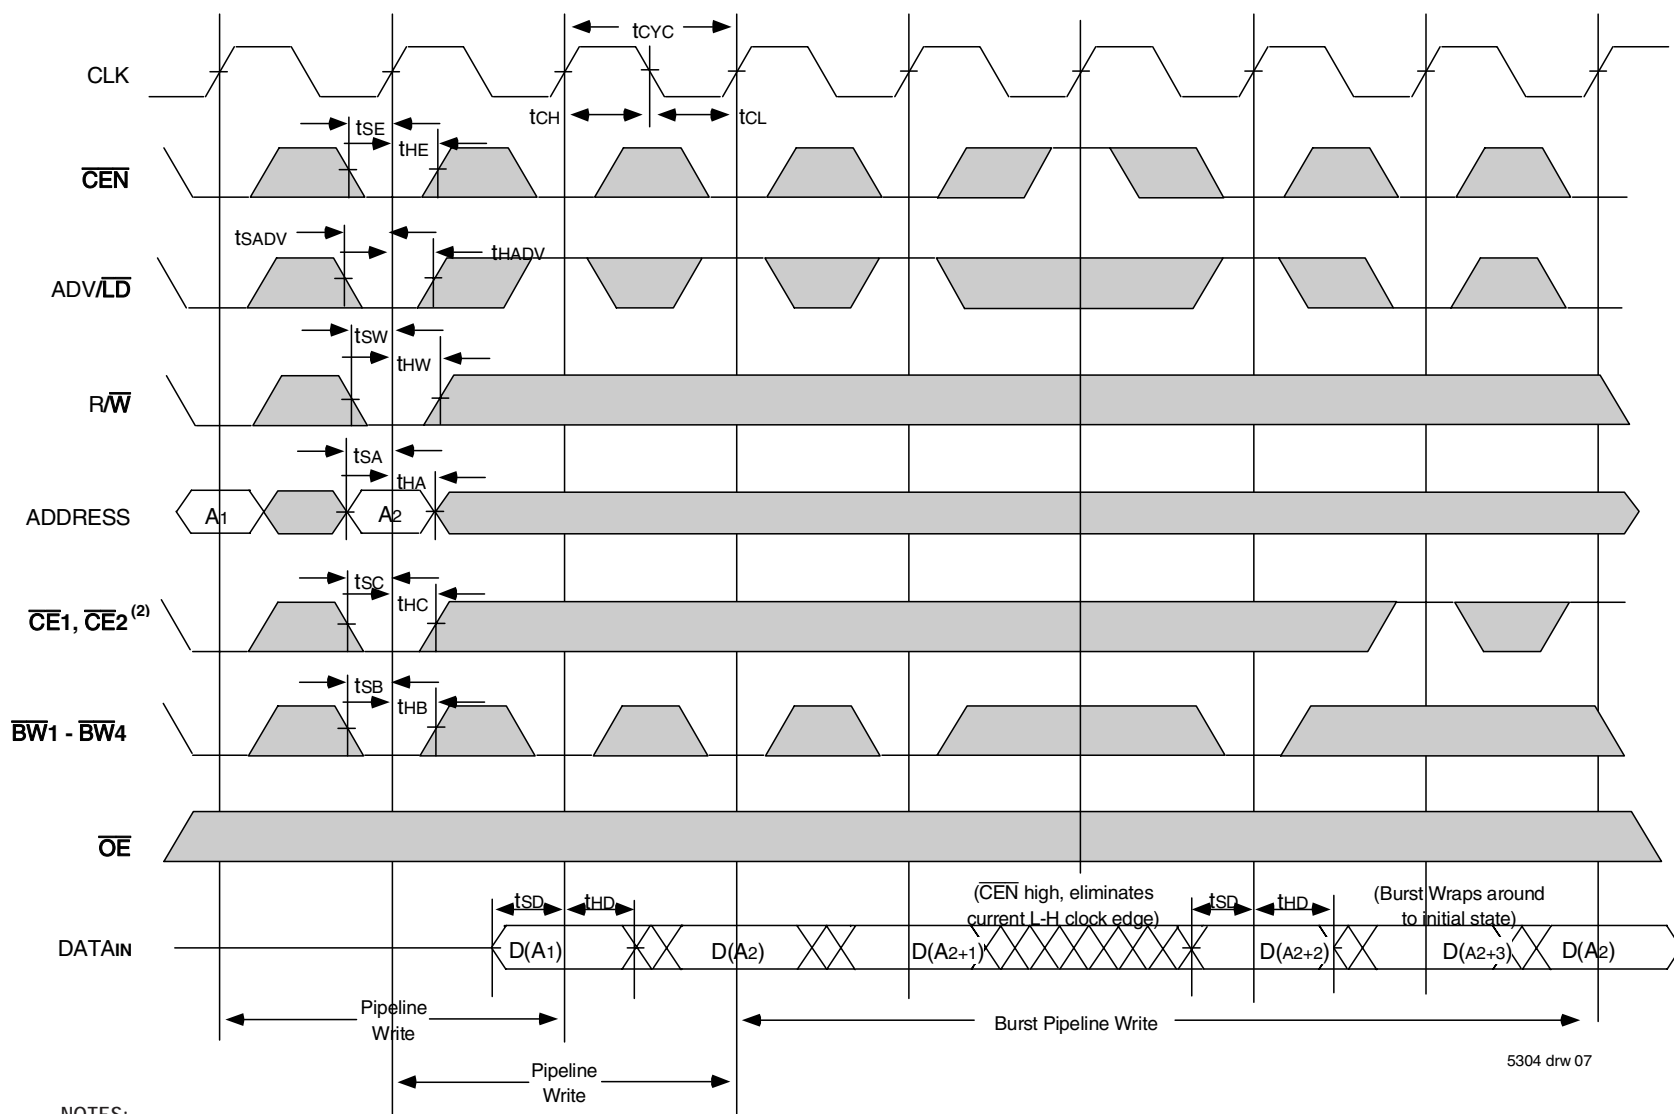 tCYC
CLK
tCH
tCL
tSE
tHE
CEN
tSADV
tHADV
ADV/LD
tSW
tHW
R/W
tSA
tHA
ADDRESS
A1
A2
tSC
tHC
CE1, CE2 (2)
tSB
tHB
BW1 - BW4
OE
tSD
tHD
(CEN high, eliminates
current L-H clock edge)
tSD
tHD
(Burst Wraps around
to initial state)
DATAIN
D(A1)
D(A2)
D(A2+1)
D(A2+2)
D(A2+3)
D(A2)
Pipeline
Write
Burst Pipeline Write
Pipeline
Write
5304 drw 07
NOTES: